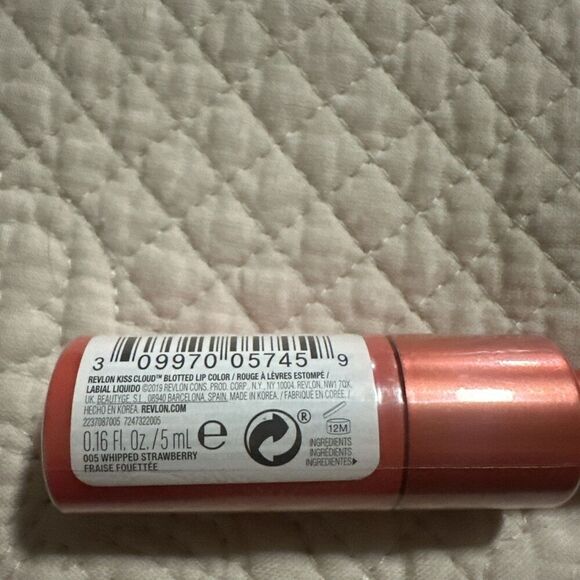 3 09970 05745 9
REVLON KISS CLOUD™ BLOTTED LIP COLOR / ROUGE À LÈVRES ESTOMPÉ /
LABIAL LIQUIDO ©2019 REVLON CONS. PROD. CORP., N.Y., NY 10004. REVLON, NW1 7QX,
UK. BEAUTYGE, S.L., 08940 BARCELONA, SPAIN. MADE IN KOREA. / FABRIQUÉ EN CORÉE. /
HECHO EN KOREA. REVLON.COM
2237087005 7247322005
0.16 Fl. Oz. / 5 mL ℮
005 WHIPPED STRAWBERRY
FRAISE FOUETTÉE
®
12M
INGREDIENTS
INGRÉDIENTS
INGREDIENTES▶